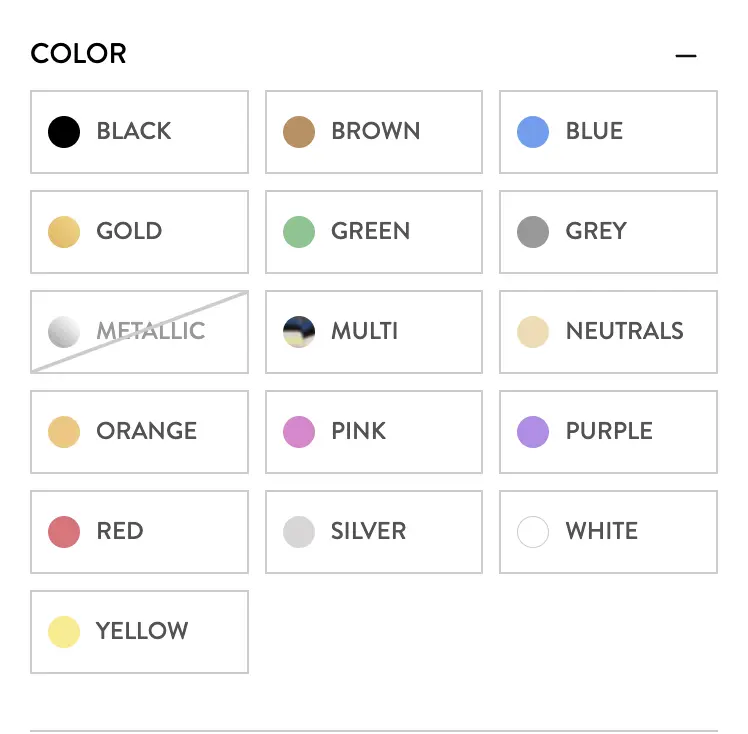 COLOR
BLACK
BROWN
BLUE
GOLD
GREEN
GREY
METALLIC
MULTI
NEUTRALS
ORANGE
PINK
PURPLE
RED
SILVER
WHITE
YELLOW